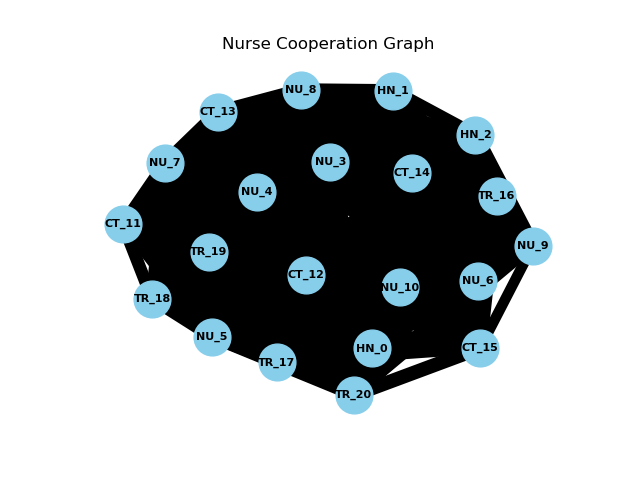 Nurse Cooperation Graph
NU_8
HN_1
CT_13
HN_2
NU_7
NU_3
CT_14
NU_4
TR_16
CT_11
NU_9
TR_19
CT_12
NU_6
NU_10
TR_18
NU_5
HN_0
CT_15
TR_17
TR_20